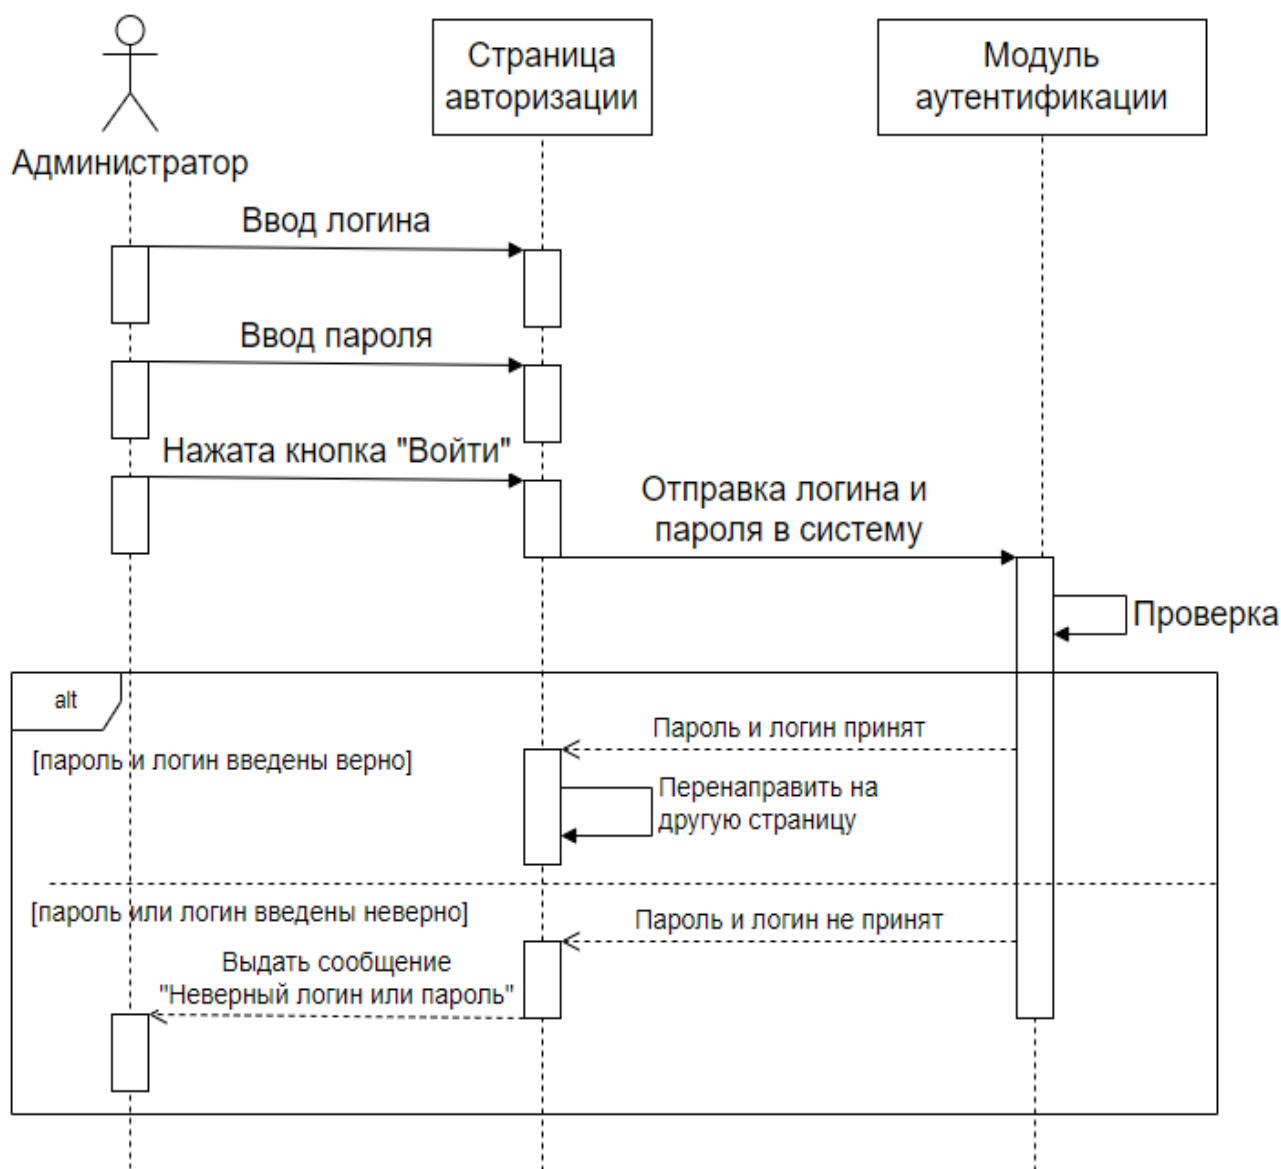 Страница
авторизации
Модуль
аутентификации
Администратор
Ввод логина
Ввод пароля
Нажата кнопка "Войти"
Отправка логина и
пароля в систему
Проверка
alt
Пароль и логин принят
[пароль и логин введены верно]
Перенаправить на
другую страницу
[пароль или логин введены неверно]
Пароль и логин не принят
Выдать сообщение
"Неверный логин или пароль"